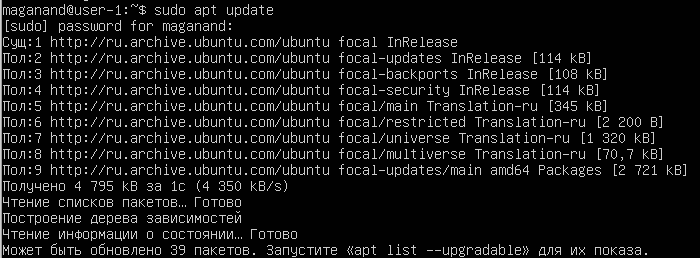 maganand@user-1:~$ sudo apt update
[sudo] password for maganand:
Сущ:1 http://ru.archive.ubuntu.com/ubuntu focal InRelease
Пол:2 http://ru.archive.ubuntu.com/ubuntu focal-updates InRelease [114 kB]
Пол:3 http://ru.archive.ubuntu.com/ubuntu focal-backports InRelease [108 kB]
Пол:4 http://ru.archive.ubuntu.com/ubuntu focal-security InRelease [114 kB]
Пол:5 http://ru.archive.ubuntu.com/ubuntu focal/main Translation-ru [345 kB]
Пол:6 http://ru.archive.ubuntu.com/ubuntu focal/restricted Translation-ru [2 200 B]
Пол:7 http://ru.archive.ubuntu.com/ubuntu focal/universe Translation-ru [1 320 kB]
Пол:8 http://ru.archive.ubuntu.com/ubuntu focal/multiverse Translation-ru [70,7 kB]
Пол:9 http://ru.archive.ubuntu.com/ubuntu focal-updates/main amd64 Packages [2 721 kB]
Получено 4 795 kB за 1с (4 350 kB/s)
Чтение списков пакетов… Готово
Построение дерева зависимостей
Чтение информации о состоянии… Готово
Может быть обновлено 39 пакетов. Запустите «apt list --upgradable» для их показа.